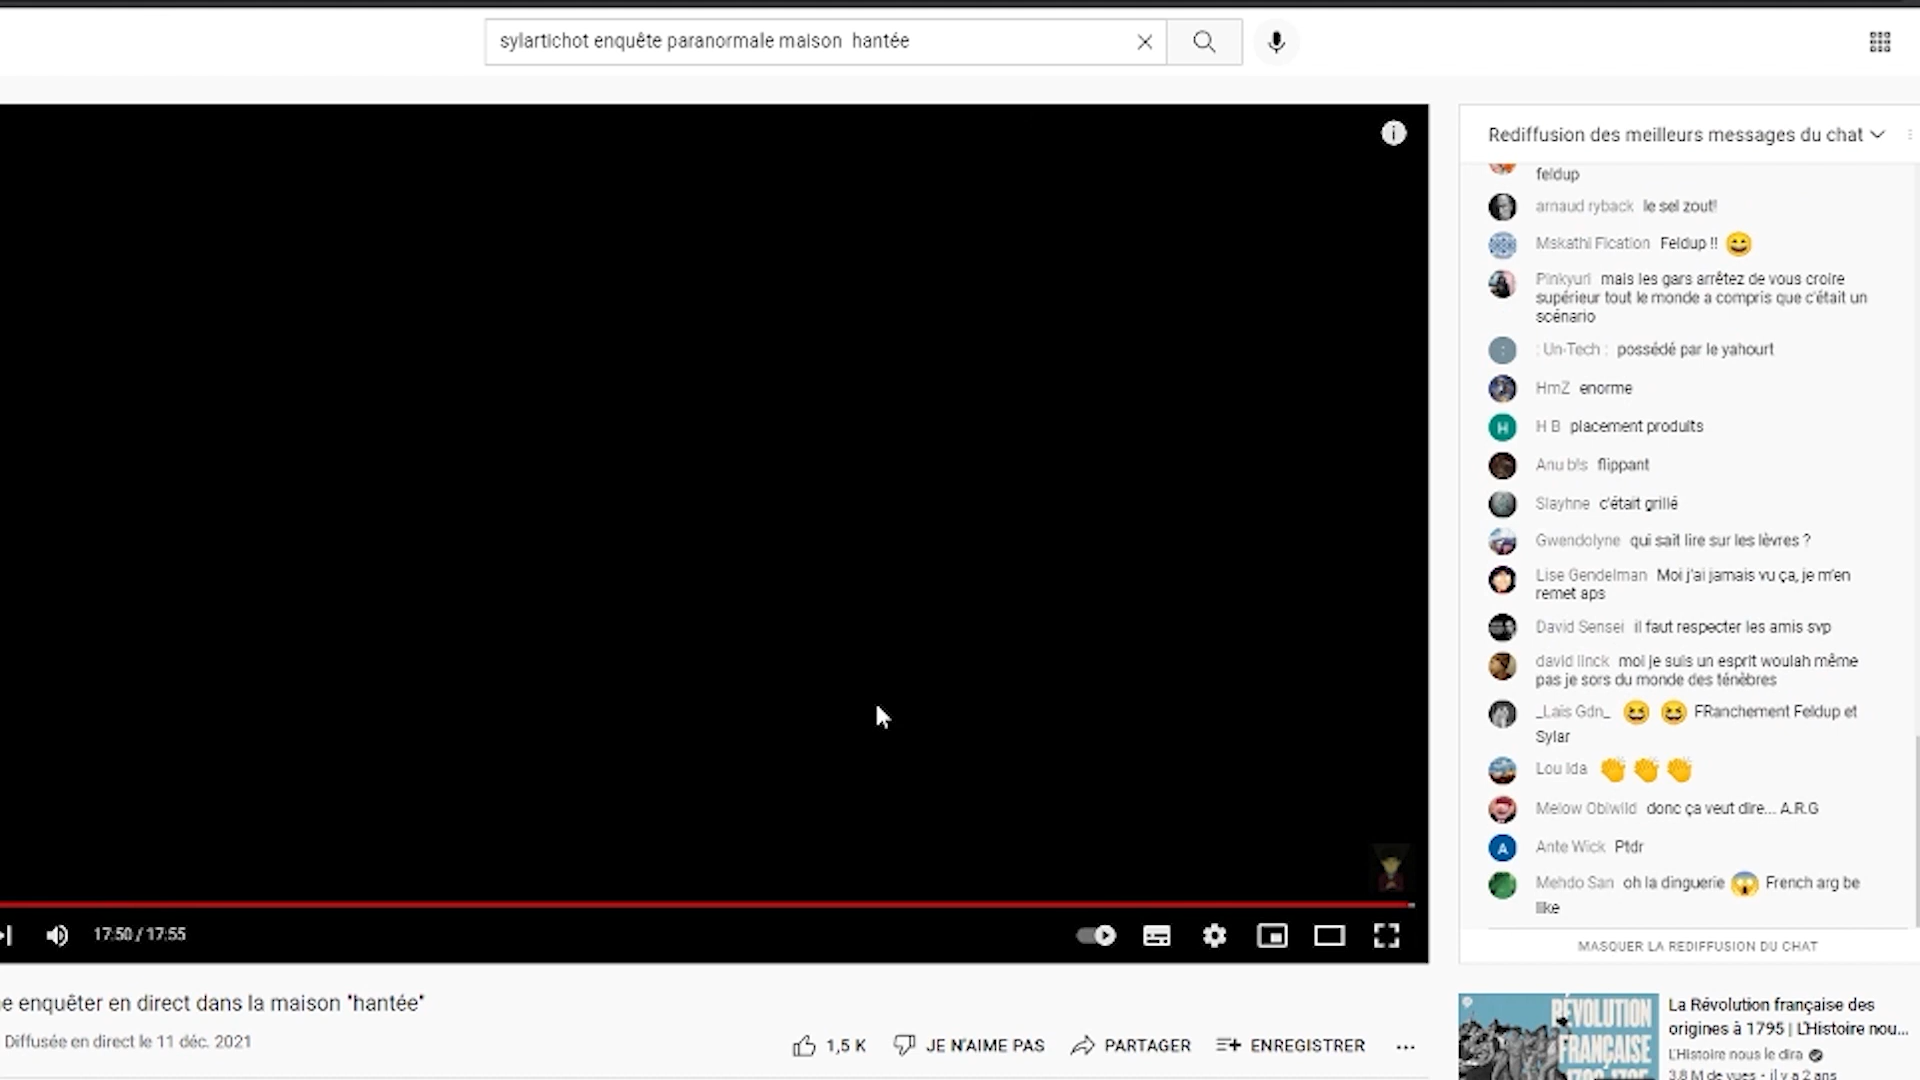 sylartichot enquête paranormale maison hantée
Rediffusion des meilleurs messages du chat
feldup
arnaud ryback le sel zout!
Mskathi Fication Feldup !! 😄
Pinkyuri mais les gars arrêtez de vous croire
supérieur tout le monde a compris que c'était un
scénario
: Un-Tech : possédé par le yahourt
HmZ enorme
H
H B placement produits
Anu bls flippant
Slayhne c'était grillé
Gwendolyne qui sait lire sur les lèvres ?
Lise Gendelman Moi j'ai jamais vu ça, je m'en
remet aps
David Sensei il faut respecter les amis svp
david linck moi je suis un esprit woulah même
pas je sors du monde des ténèbres
_Lais Gdn_ 😆 😆 FRanchement Feldup et
Sylar
Lou Ida 👏 👏 👏
Melow Obiwild donc ça veut dire... A.R.G
A
Ante Wick Ptdr
Mehdo San oh la dinguerie 😱 French arg be
like
MASQUER LA REDIFFUSION DU CHAT
17:50 / 17:55
e enquêter en direct dans la maison "hantée"
Diffusée en direct le 11 déc. 2021
1,5 K
JE N'AIME PAS
PARTAGER
ENREGISTRER
RÉVOLUTION
FRANÇAISE
La Révolution française des
origines à 1795 | L'Histoire nou...
L'Histoire nous le dira
3,8 M de vues - il y a 2 ans